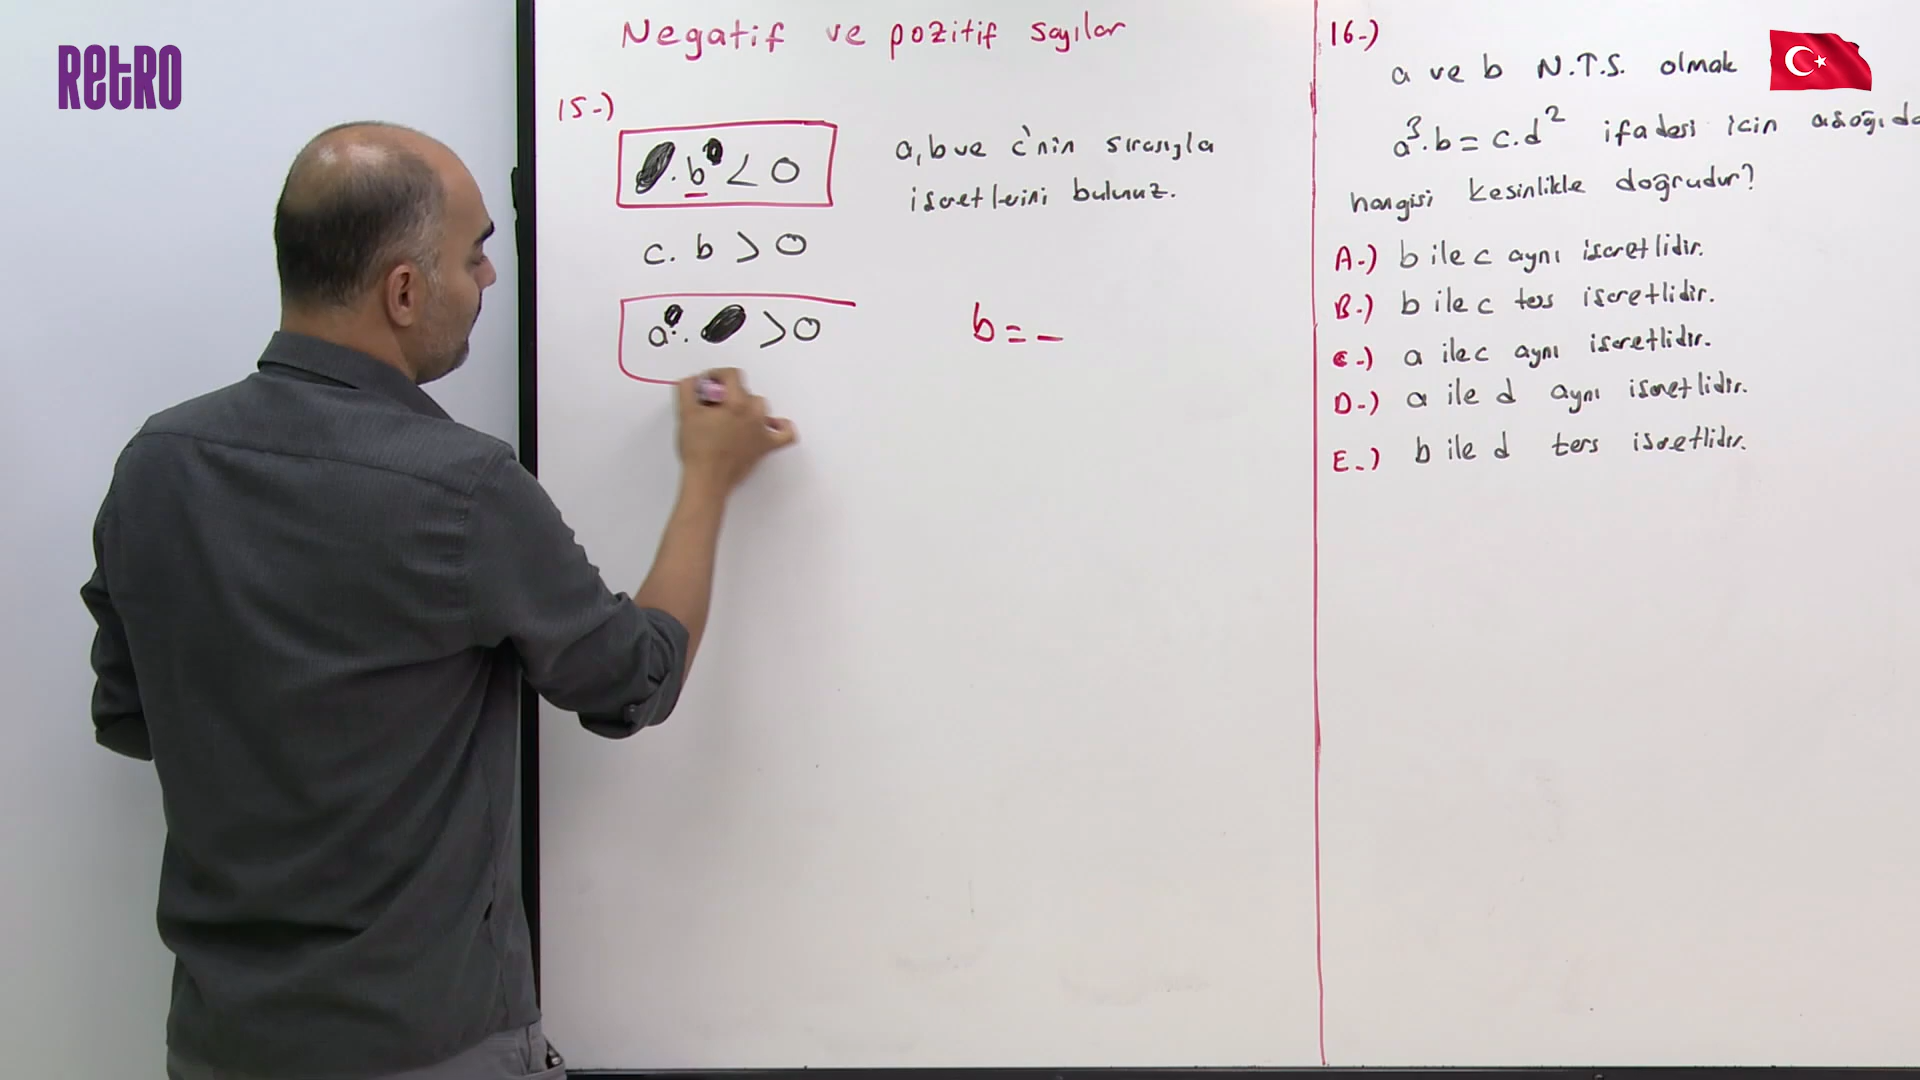 RETRO
Negatif ve pozitif sayılar
15-)
. b < 0
a, b ve c'nin sırasıyla
işaretlerini bulunuz.
c. b > 0
a . > 0
b = -
16-)
a ve b N.T.S. olmak
a³.b = c.d² ifadesi için aşağıda
hangisi kesinlikle doğrudur?
A-) b ile c aynı işaretlidir.
B-) b ile c ters işaretlidir.
C-) a ile c aynı işaretlidir.
D-) a ile d aynı işaretlidir.
E-) b ile d ters işaretlidir.